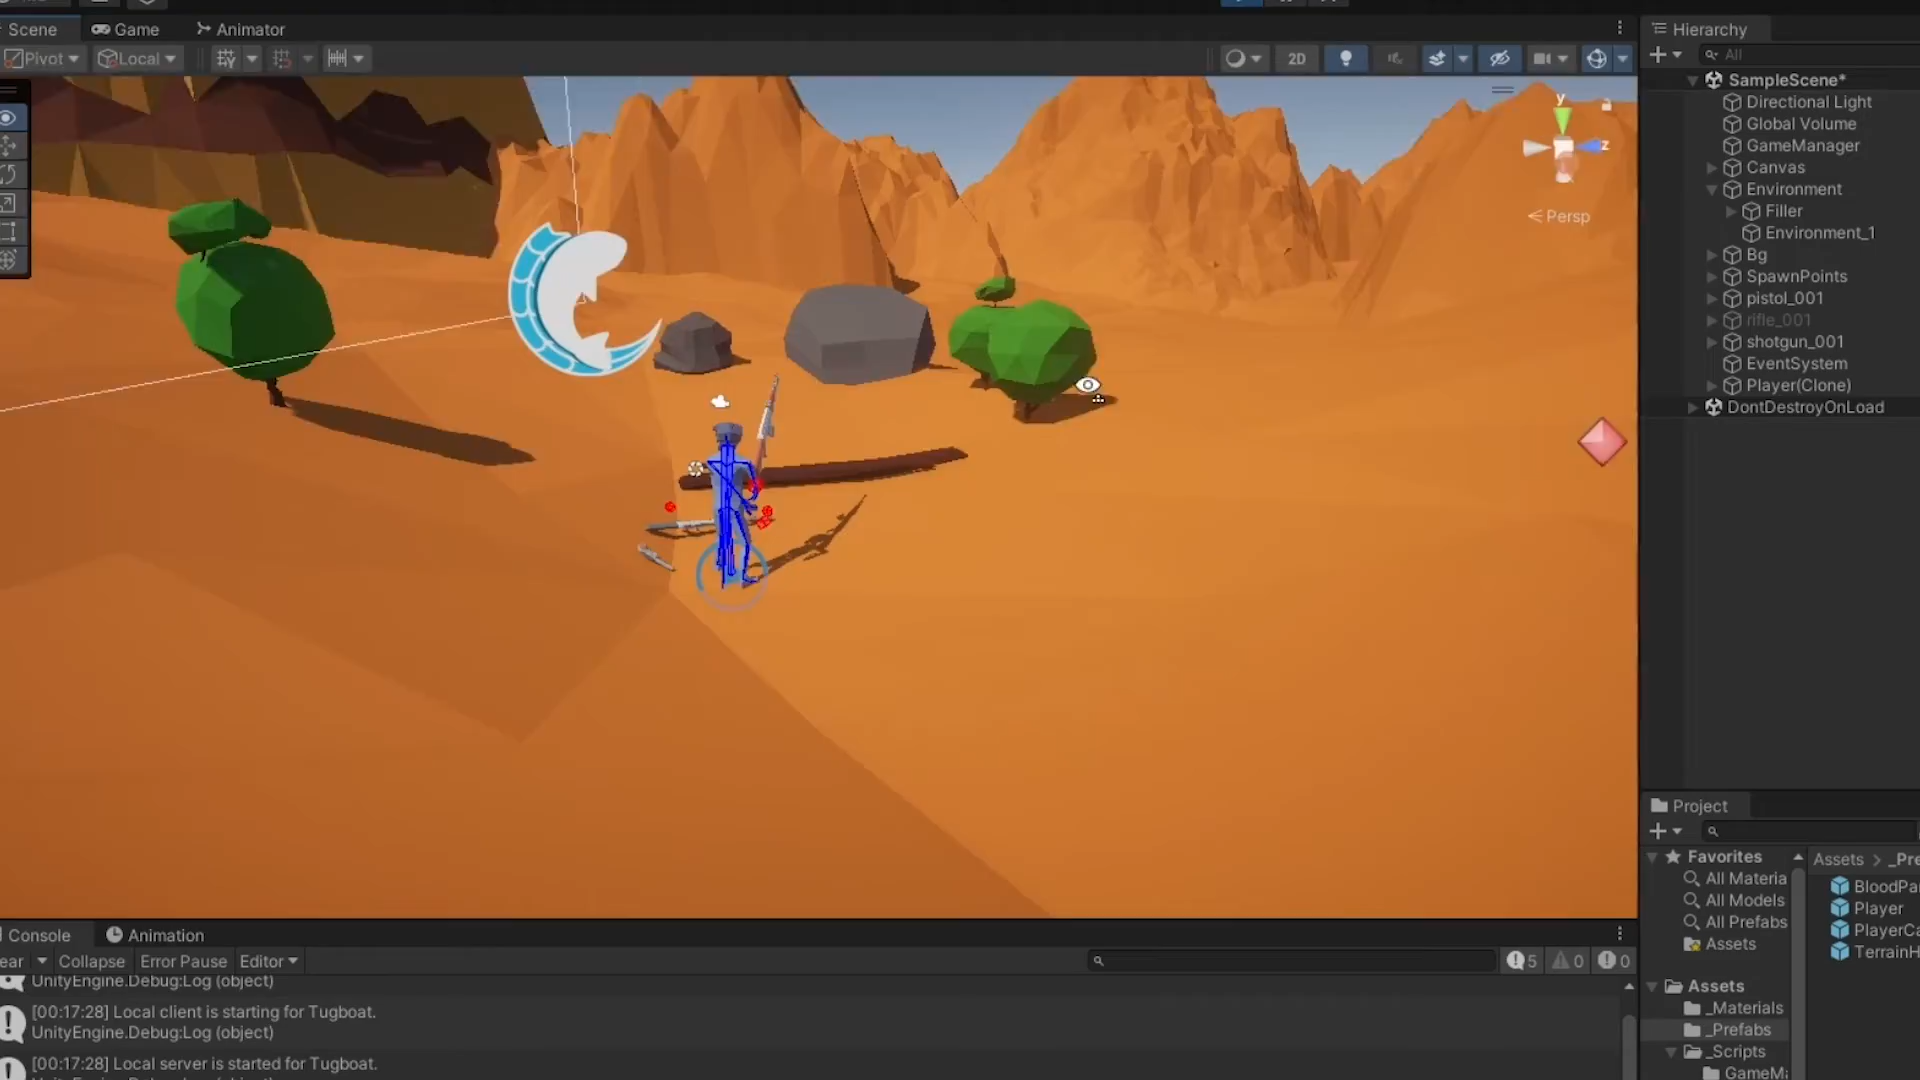 Scene
Game
Animator
Pivot
Local
2D
y
z
Persp
Hierarchy
All
SampleScene*
Directional Light
Global Volume
GameManager
Canvas
Environment
Filler
Environment_1
Bg
SpawnPoints
pistol_001
rifle_001
shotgun_001
EventSystem
Player(Clone)
DontDestroyOnLoad
Project
Favorites
All Materia
All Models
All Prefabs
Assets
Assets
_Materials
_Prefabs
_Scripts
GameMa
Assets > _Pre
BloodPa
Player
PlayerCa
TerrainH
Console
Animation
ear
Collapse
Error Pause
Editor
5
0
0
UnityEngine.Debug:Log (object)
[00:17:28] Local client is starting for Tugboat.
UnityEngine.Debug:Log (object)
[00:17:28] Local server is started for Tugboat.